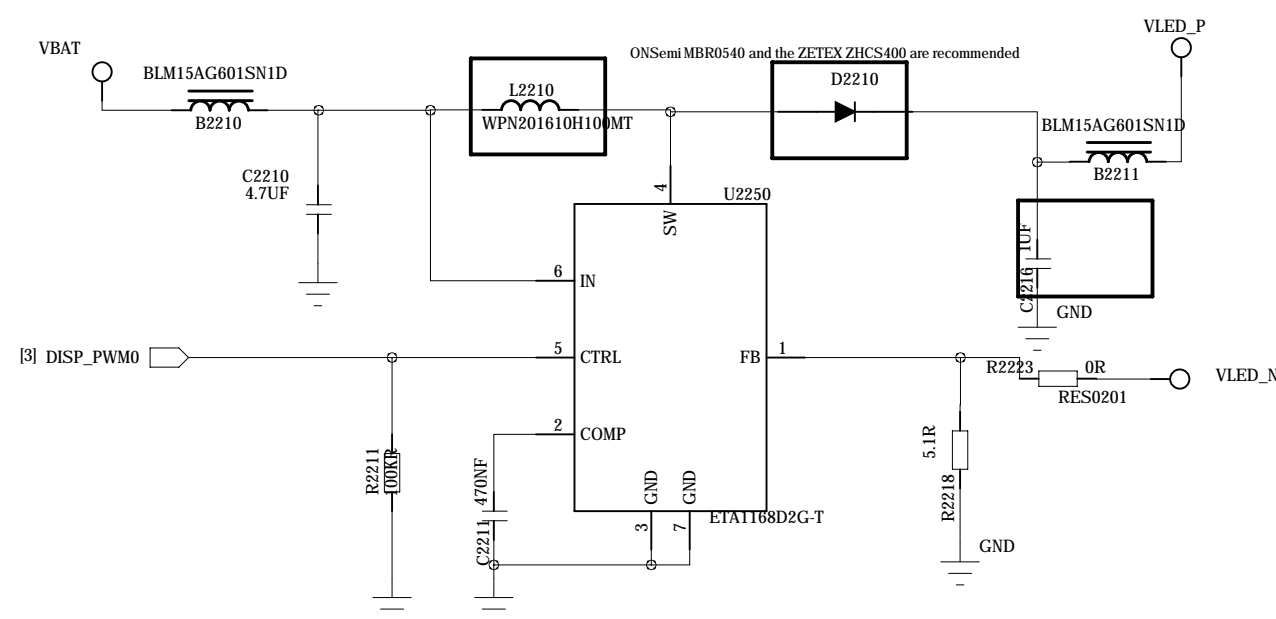 VLED_P
VBAT
ONSemi MBR0540 and the ZETEX ZHCS400 are recommended
BLM15AG601SN1D
D2210
L2210
B2210
WPN201610H100MT
BLM15AG601SN1D
B2211
C2210
4.7UF
4
U2250
SW
1UF
C2216
6
IN
GND
[3] DISP_PWM0
5
CTRL
FB
1
R2223
0R
VLED_N
RES0201
2
COMP
5.1R
R2218
R2211
100KR
470NF
C2211
GND
GND
3
7
ETA1168D2G-T
GND